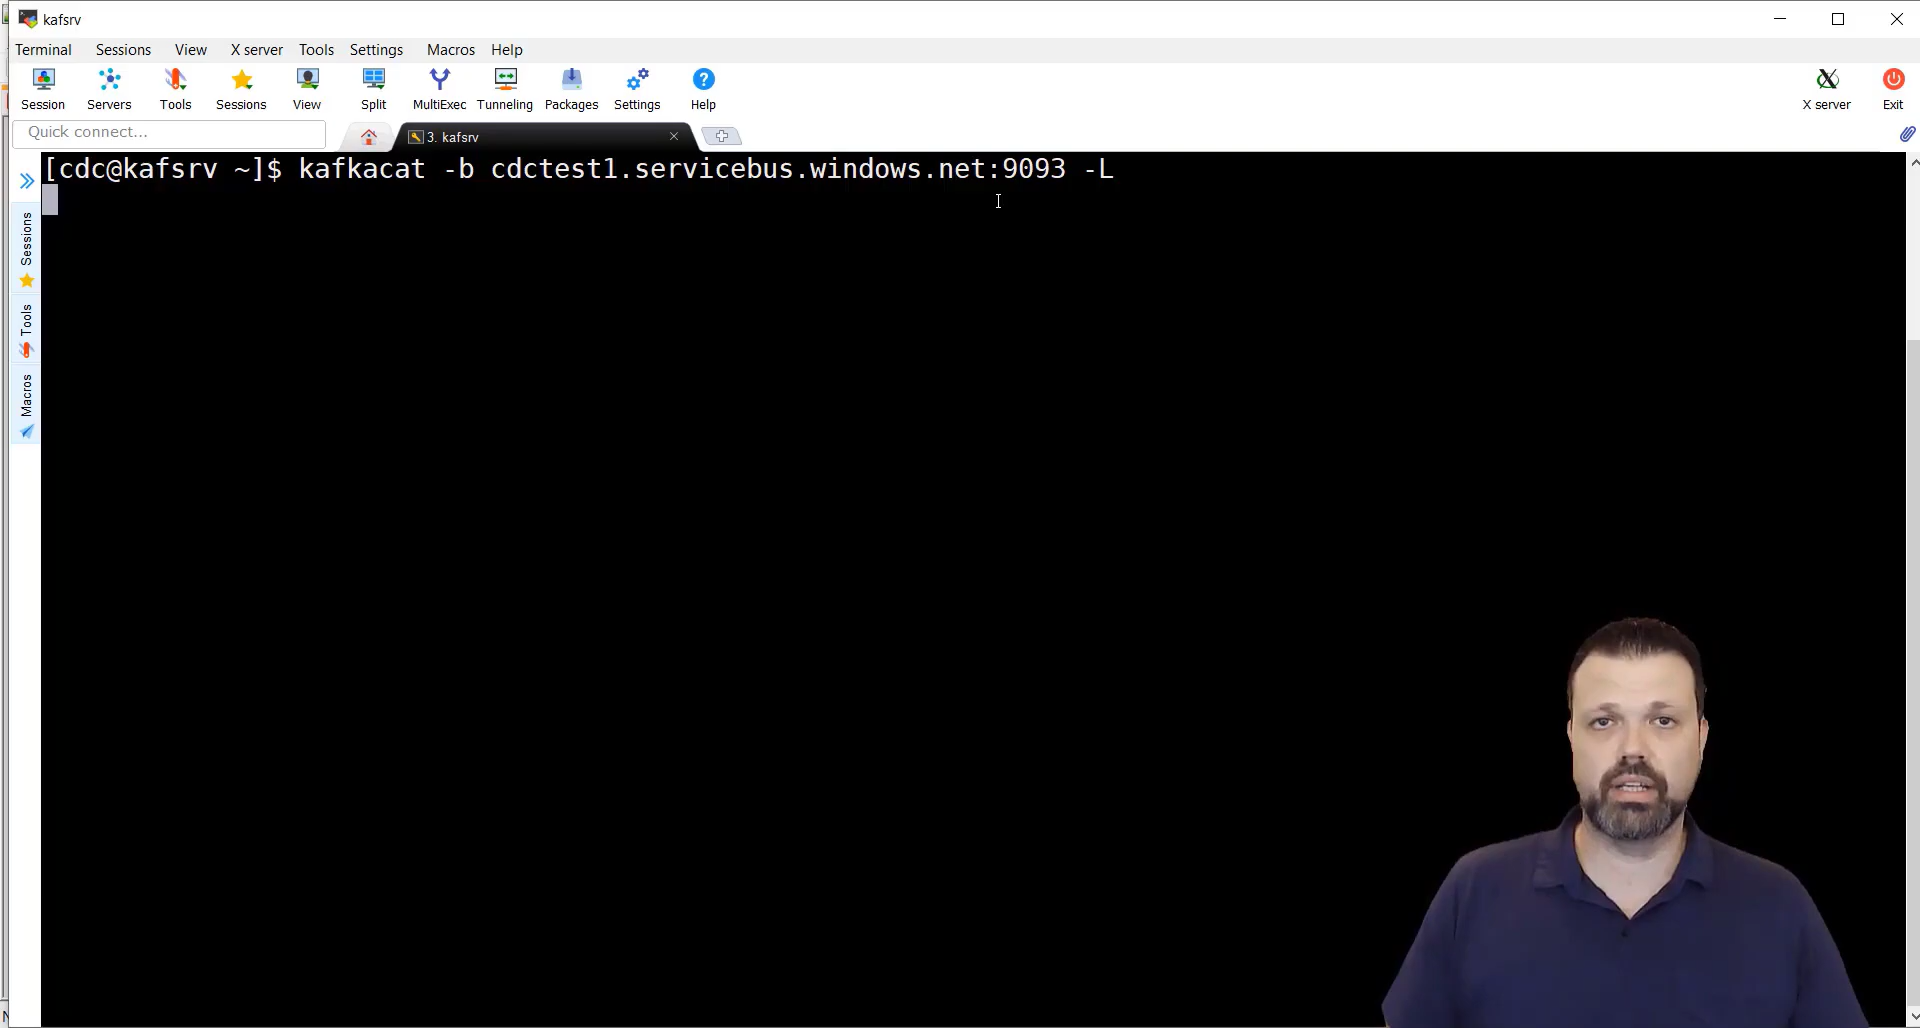 kafsrv
Terminal Sessions View X server Tools Settings Macros Help
Session Servers Tools Sessions View Split MultiExec Tunneling Packages Settings Help X server Exit
Quick connect...
3. kafsrv
[cdc@kafsrv ~]$ kafkacat -b cdctest1.servicebus.windows.net:9093 -L
Sessions
Tools
Macros